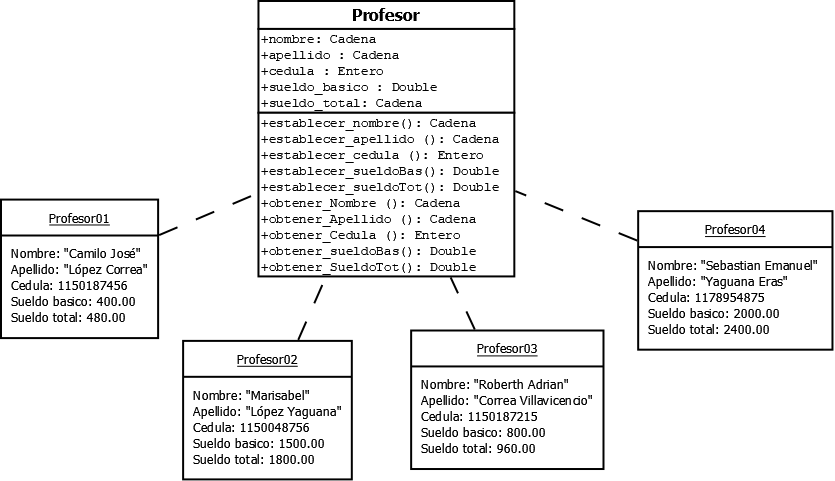 Profesor
+nombre: Cadena
+apellido : Cadena
+cedula : Entero
+sueldo_basico : Double
+sueldo_total: Cadena
+establecer_nombre(): Cadena
+establecer_apellido (): Cadena
+establecer_cedula (): Entero
+establecer_sueldoBas(): Double
+establecer_sueldoTot(): Double
+obtener_Nombre (): Cadena
+obtener_Apellido (): Cadena
+obtener_Cedula (): Entero
+obtener_sueldoBas(): Double
+obtener_SueldoTot(): Double
Profesor01
Nombre: "Camilo José"
Apellido: "López Correa"
Cedula: 1150187456
Sueldo basico: 400.00
Sueldo total: 480.00
Profesor02
Nombre: "Marisabel"
Apellido: "López Yaguana"
Cedula: 1150048756
Sueldo basico: 1500.00
Sueldo total: 1800.00
Profesor03
Nombre: "Roberth Adrian"
Apellido: "Correa Villavicencio"
Cedula: 1150187215
Sueldo basico: 800.00
Sueldo total: 960.00
Profesor04
Nombre: "Sebastian Emanuel"
Apellido: "Yaguana Eras"
Cedula: 1178954875
Sueldo basico: 2000.00
Sueldo total: 2400.00